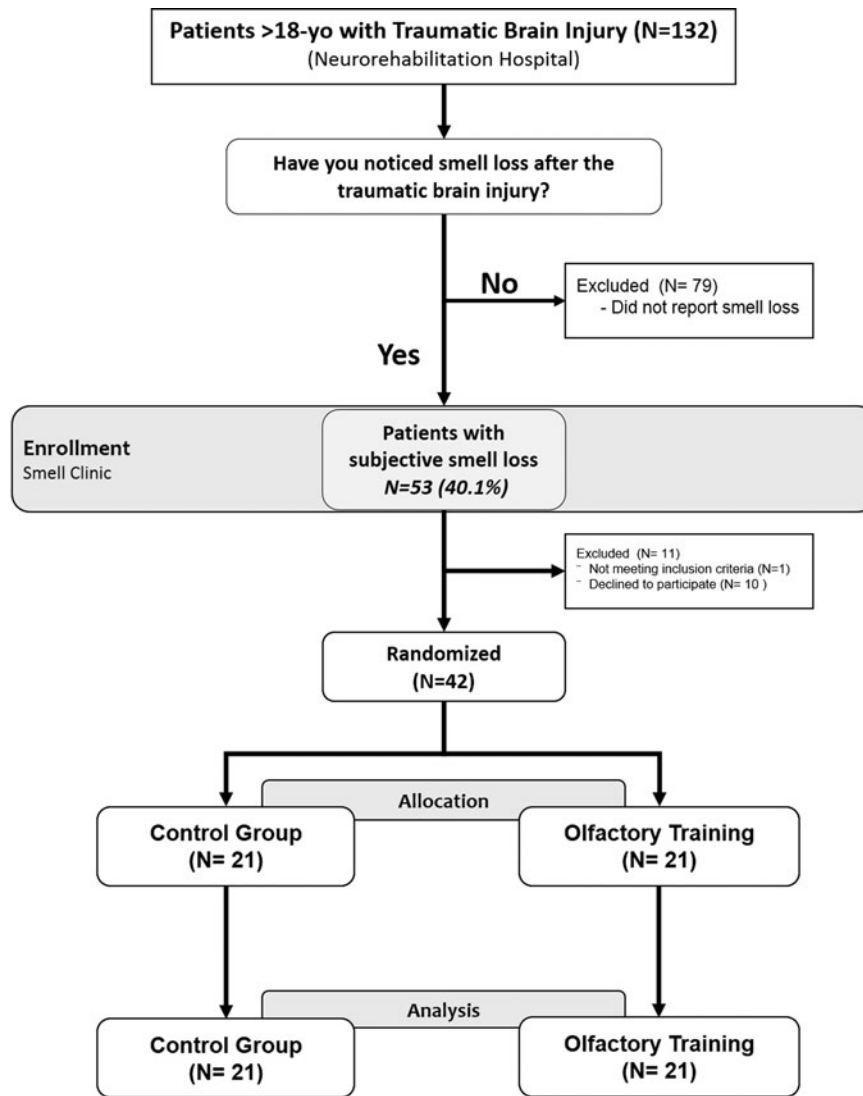 Patients >18-yo with Traumatic Brain Injury (N=132)
(Neurorehabilitation Hospital)
Have you noticed smell loss after the
traumatic brain injury?
No
Excluded (N= 79)
- Did not report smell loss
Yes
Enrollment
Smell Clinic
Patients with
subjective smell loss
N=53 (40.1%)
Excluded (N= 11)
- Not meeting inclusion criteria (N=1)
- Declined to participate (N= 10 )
Randomized
(N=42)
Allocation
Control Group
(N= 21)
Olfactory Training
(N= 21)
Analysis
Control Group
(N= 21)
Olfactory Training
(N= 21)